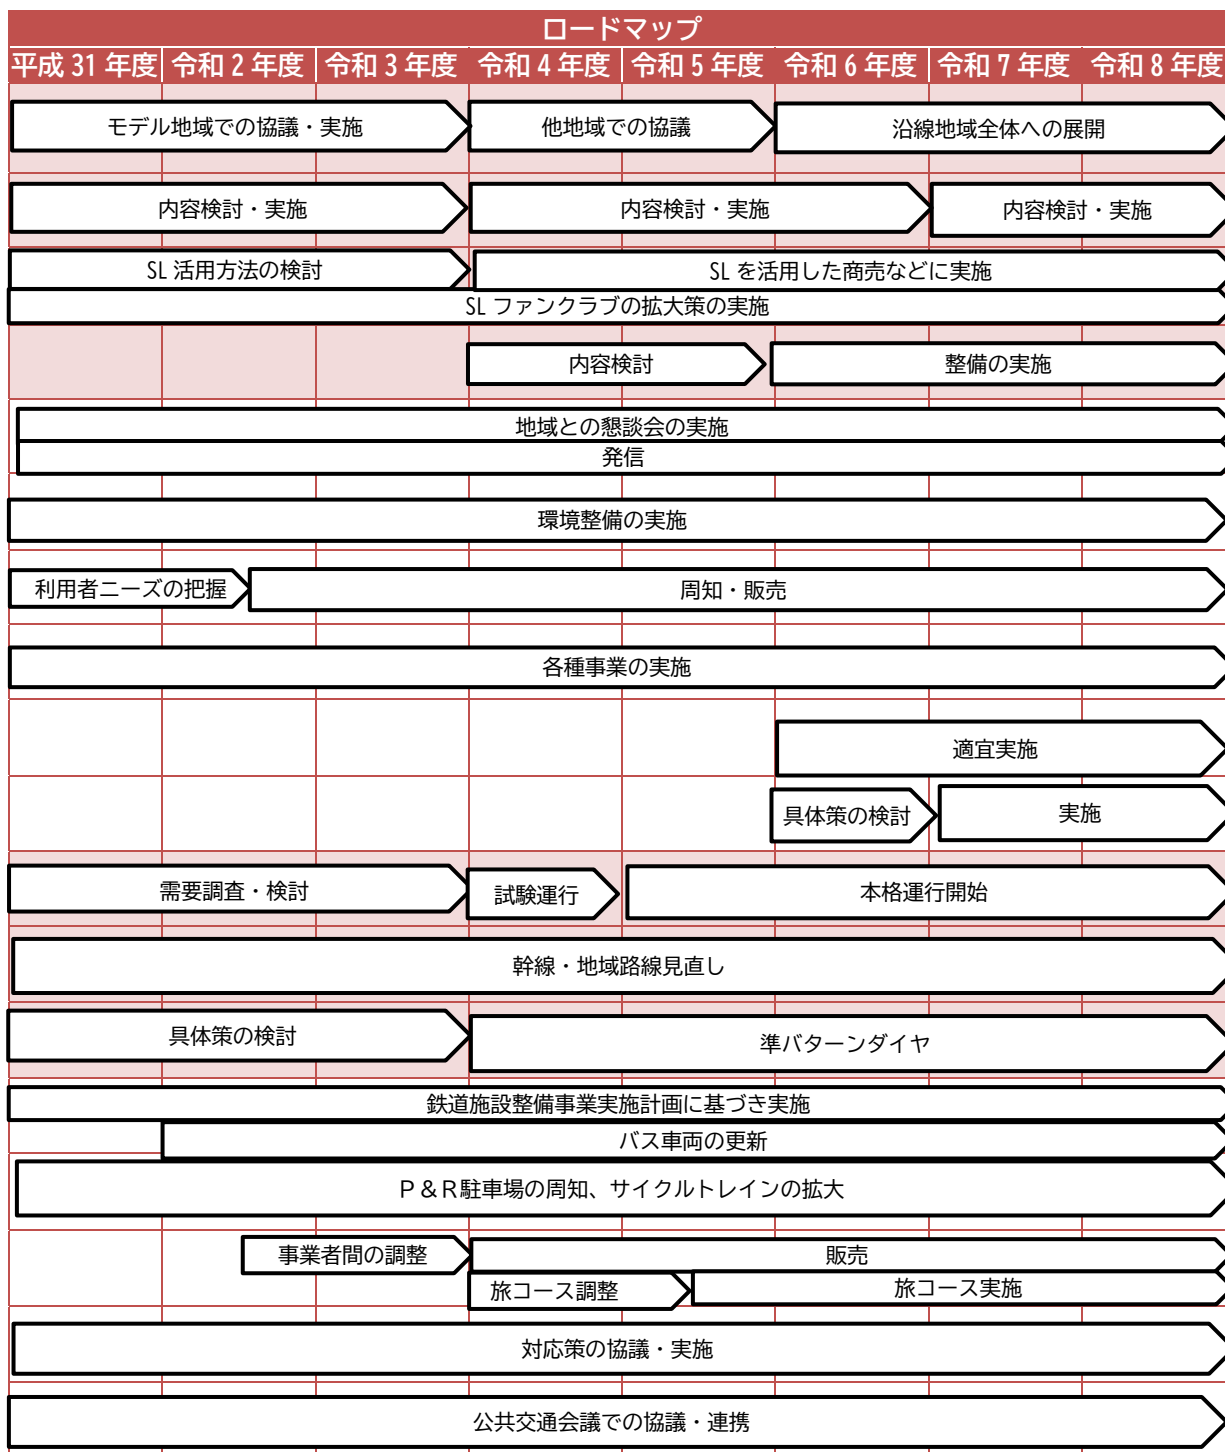 ロードマップ
平成 31 年度 令和 2 年度 令和 3 年度 令和 4 年度 令和 5 年度 令和 6 年度 令和 7 年度 令和 8 年度
モデル地域での協議・実施 他地域での協議 沿線地域全体への展開
内容検討・実施 内容検討・実施 内容検討・実施
SL 活用方法の検討 SL を活用した商売などに実施
SL ファンクラブの拡大策の実施
内容検討 整備の実施
地域との懇談会の実施
発信
環境整備の実施
利用者ニーズの把握 周知・販売
各種事業の実施
適宜実施
具体策の検討 実施
需要調査・検討 試験運行 本格運行開始
幹線・地域路線見直し
具体策の検討 準バターンダイヤ
鉄道施設整備事業実施計画に基づき実施
バス車両の更新
Ｐ＆Ｒ駐車場の周知、サイクルトレインの拡大
事業者間の調整 販売
旅コース調整 旅コース実施
対応策の協議・実施
公共交通会議での協議・連携